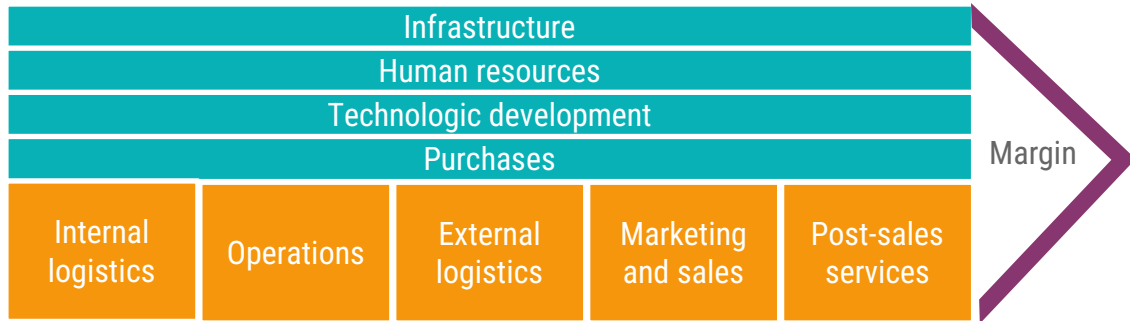 Infrastructure
Human resources
Technologic development
Purchases
Margin
Internal
logistics
Operations
External
logistics
Marketing
and sales
Post-sales
services